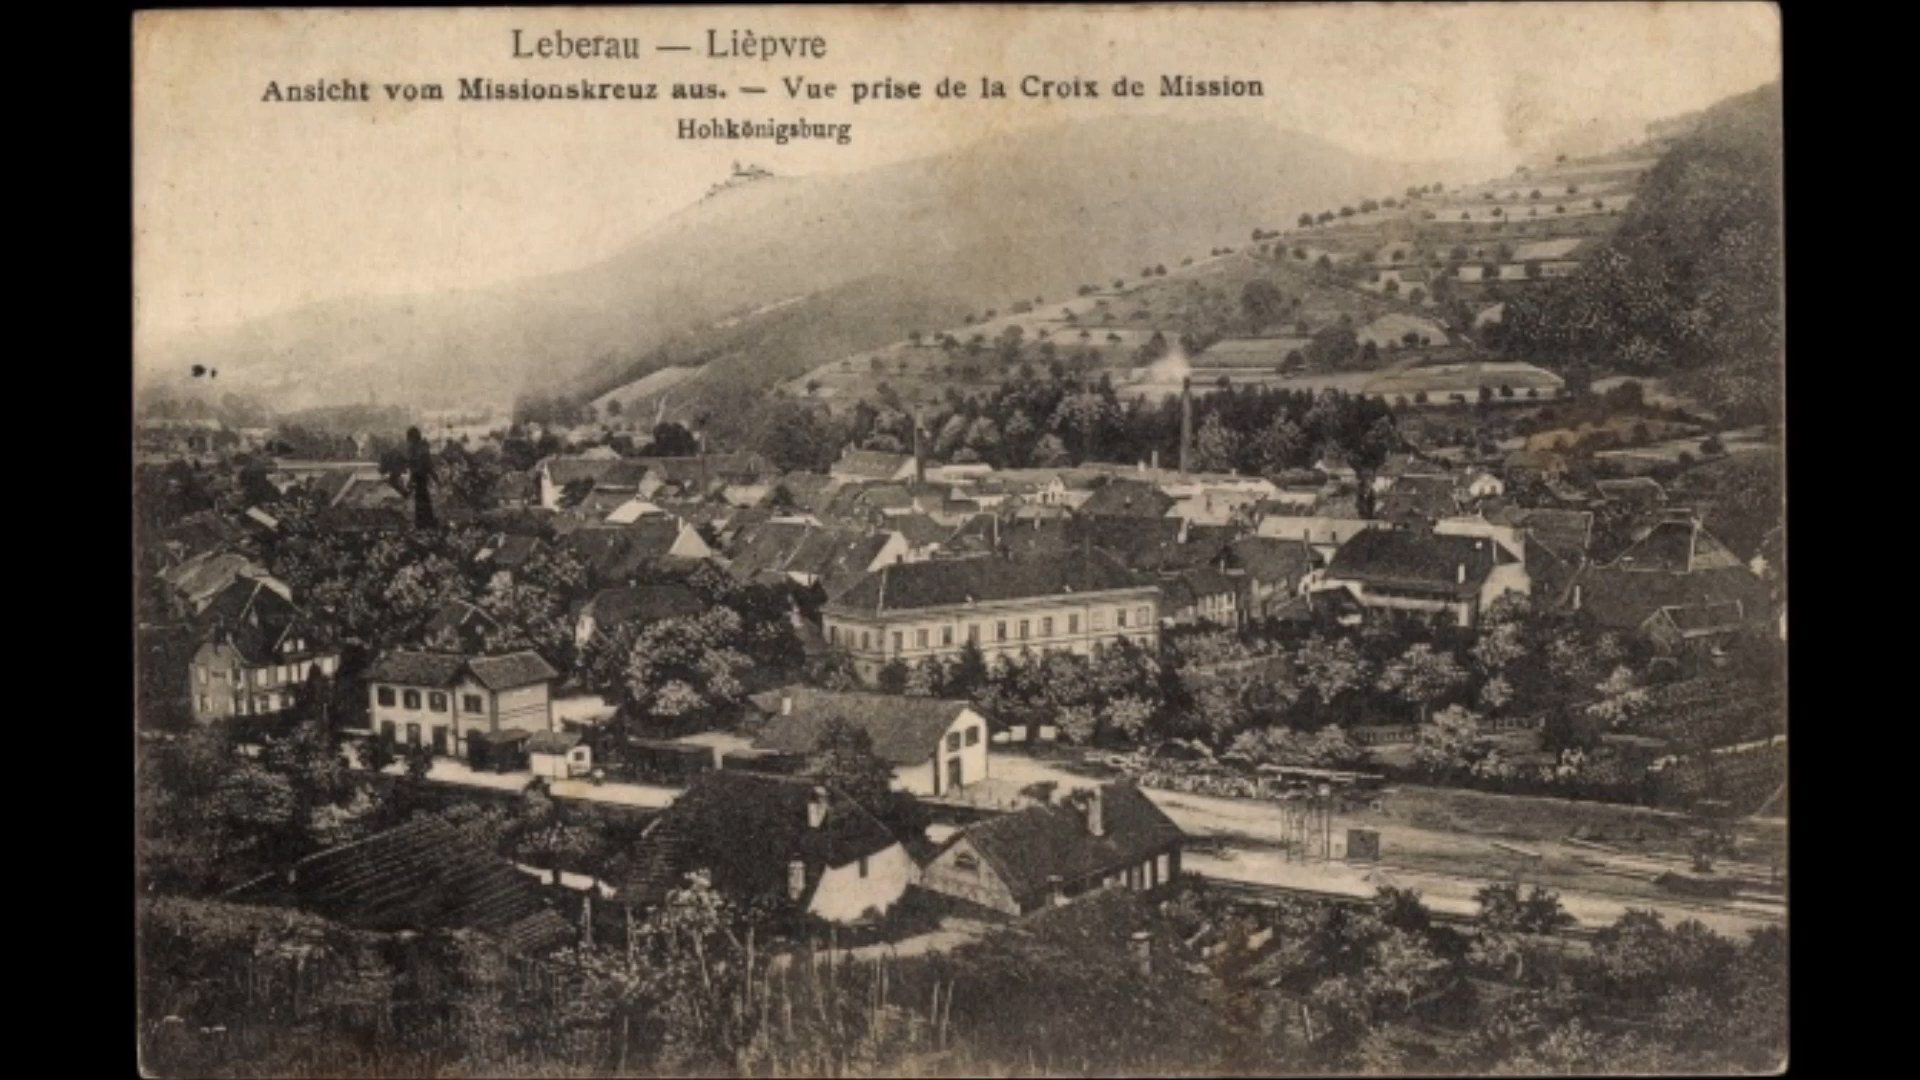 Leberau — Lièpvre
Ansicht vom Missionskreuz aus. — Vue prise de la Croix de Mission
Hohkönigsburg